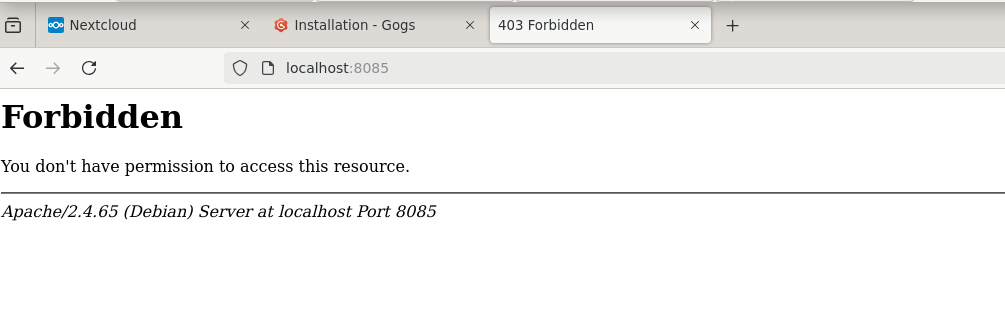 Nextcloud
Installation - Gogs
403 Forbidden
localhost:8085
Forbidden
You don't have permission to access this resource.
Apache/2.4.65 (Debian) Server at localhost Port 8085